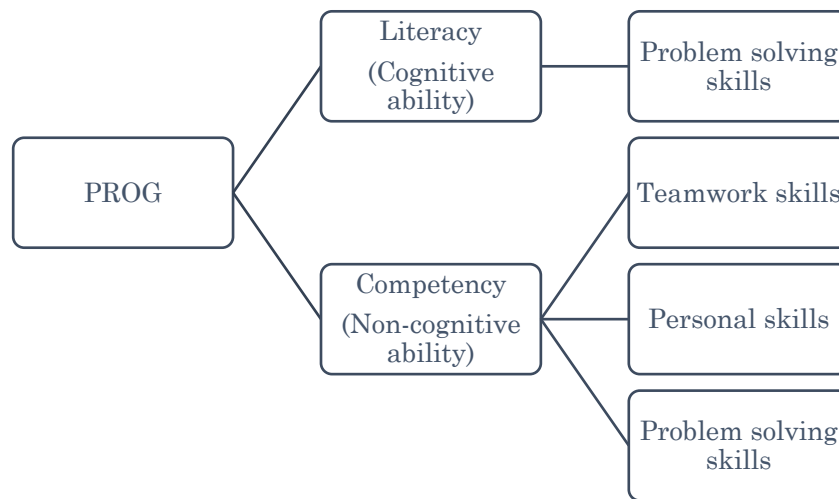 PROG
Literacy
(Cognitive
ability)
Problem solving
skills
Competency
(Non-cognitive
ability)
Teamwork skills
Personal skills
Problem solving
skills